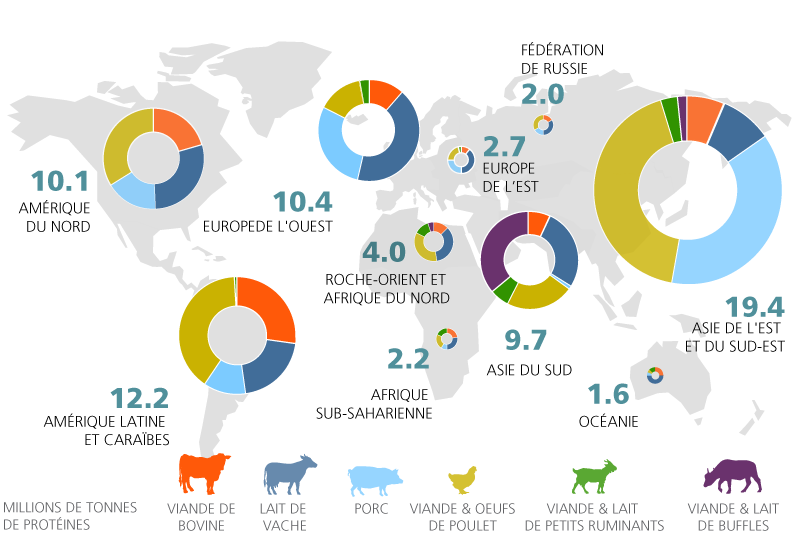 FÉDÉRATION
DE RUSSIE
2.0
2.7
EUROPE
DE L’EST
10.1
AMÉRIQUE
DU NORD
10.4
EUROPEDE L'OUEST
4.0
ROCHE-ORIENT ET
AFRIQUE DU NORD
19.4
ASIE DE L'EST
ET DU SUD-EST
9.7
ASIE DU SUD
2.2
AFRIQUE
SUB-SAHARIENNE
12.2
AMÉRIQUE LATINE
ET CARAÏBES
1.6
OCÉANIE
MILLIONS DE TONNES
DE PROTÉINES
VIANDE DE
BOVINE
LAIT DE
VACHE
PORC
VIANDE & OEUFS
DE POULET
VIANDE & LAIT
DE PETITS RUMINANTS
VIANDE & LAIT
DE BUFFLES